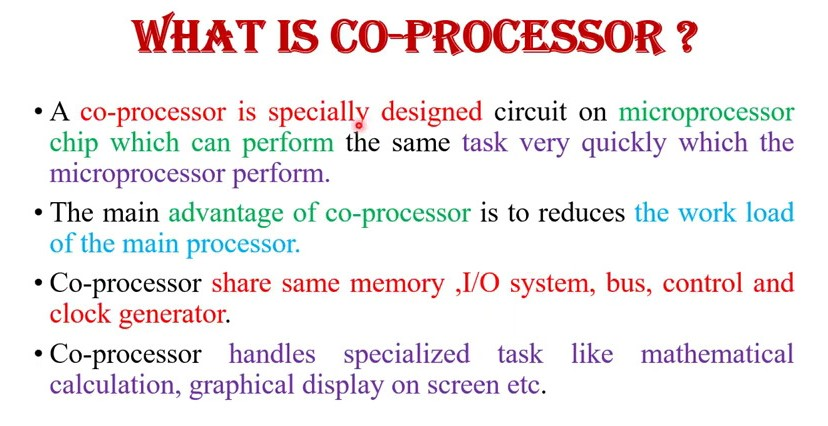 WHAT IS CO-PROCESSOR ?
• A co-processor is specially designed circuit on microprocessor
chip which can perform the same task very quickly which the
microprocessor perform.
• The main advantage of co-processor is to reduces the work load
of the main processor.
• Co-processor share same memory ,I/O system, bus, control and
clock generator.
• Co-processor handles specialized task like mathematical
calculation, graphical display on screen etc.